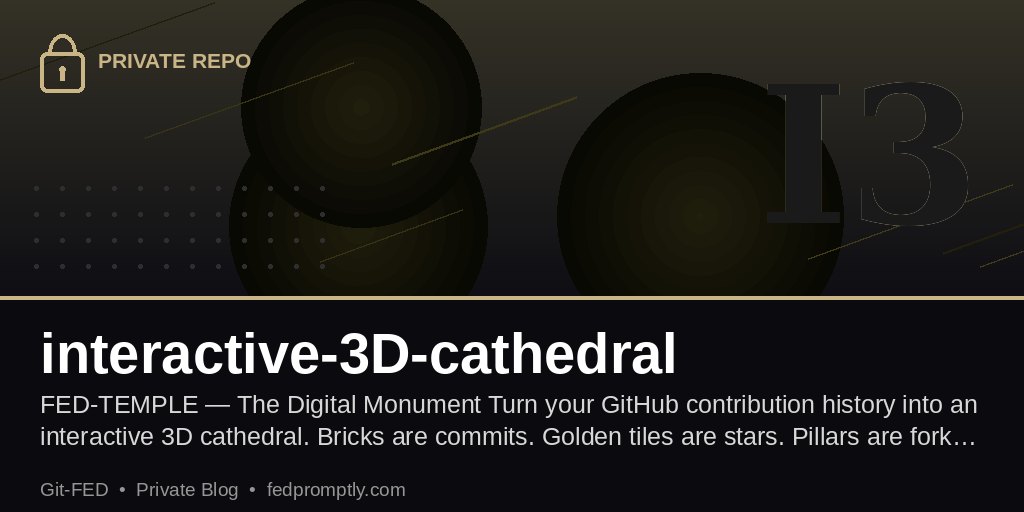 PRIVATE REPO
I3
interactive-3D-cathedral
FED-TEMPLE — The Digital Monument Turn your GitHub contribution history into an
interactive 3D cathedral. Bricks are commits. Golden tiles are stars. Pillars are fork…
Git-FED • Private Blog • fedpromptly.com